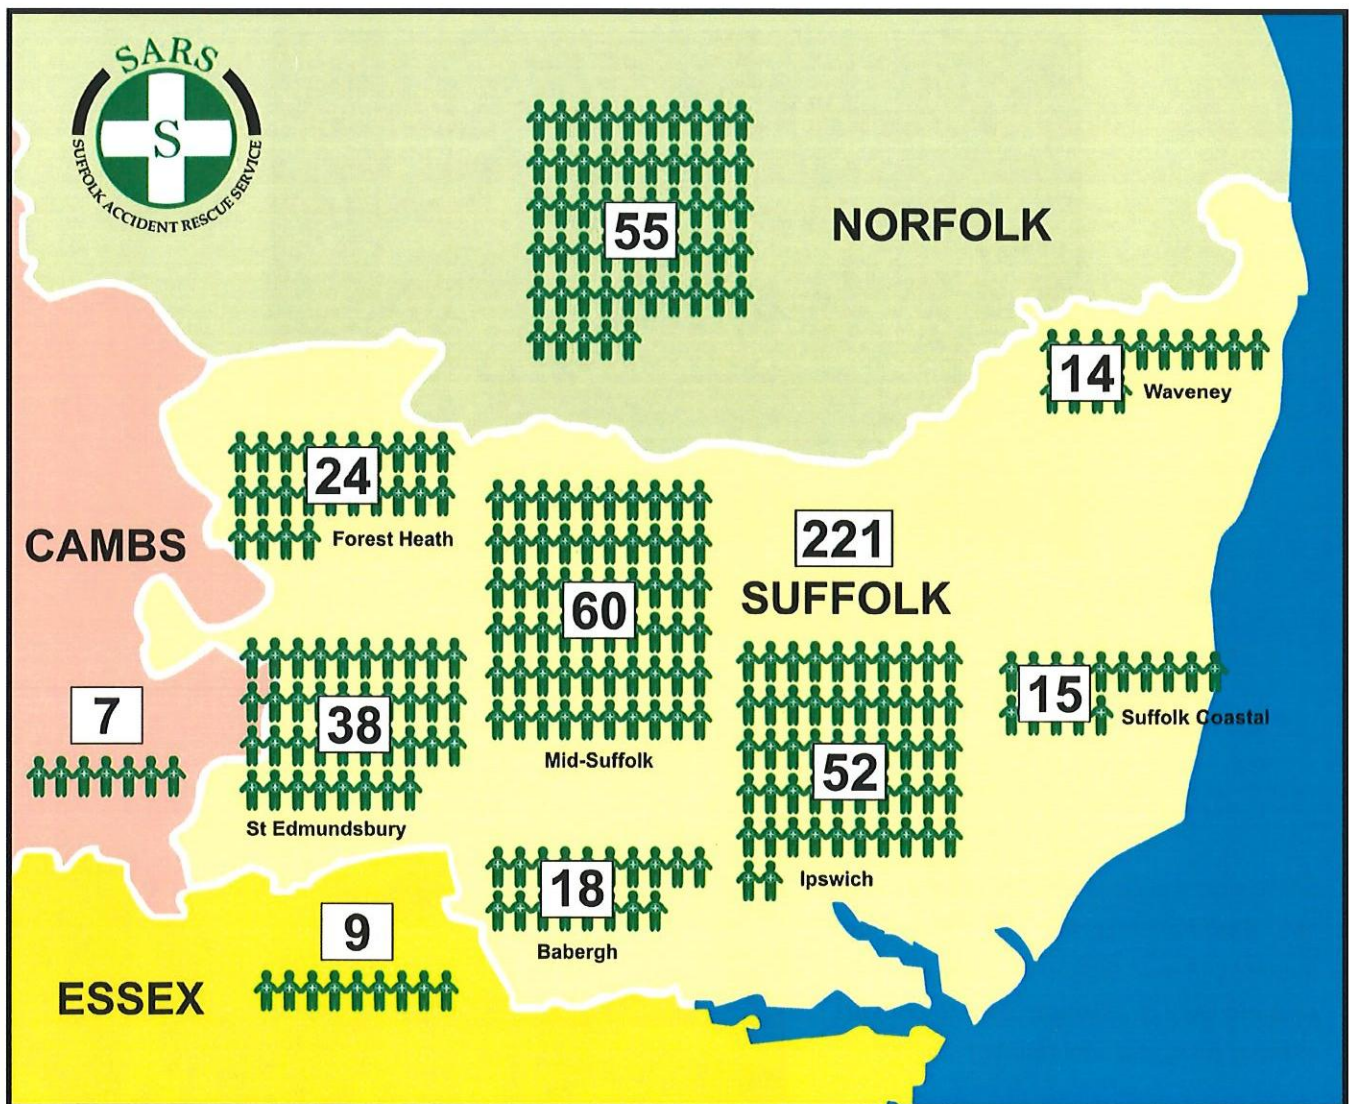 SARS
S
SUFFOLK ACCIDENT RESCUE SERVICE
55
NORFOLK
14
Waveney
24
Forest Heath
CAMBS
221
SUFFOLK
60
Mid-Suffolk
7
38
St Edmundsbury
52
Ipswich
15
Suffolk Coastal
18
Babergh
9
ESSEX